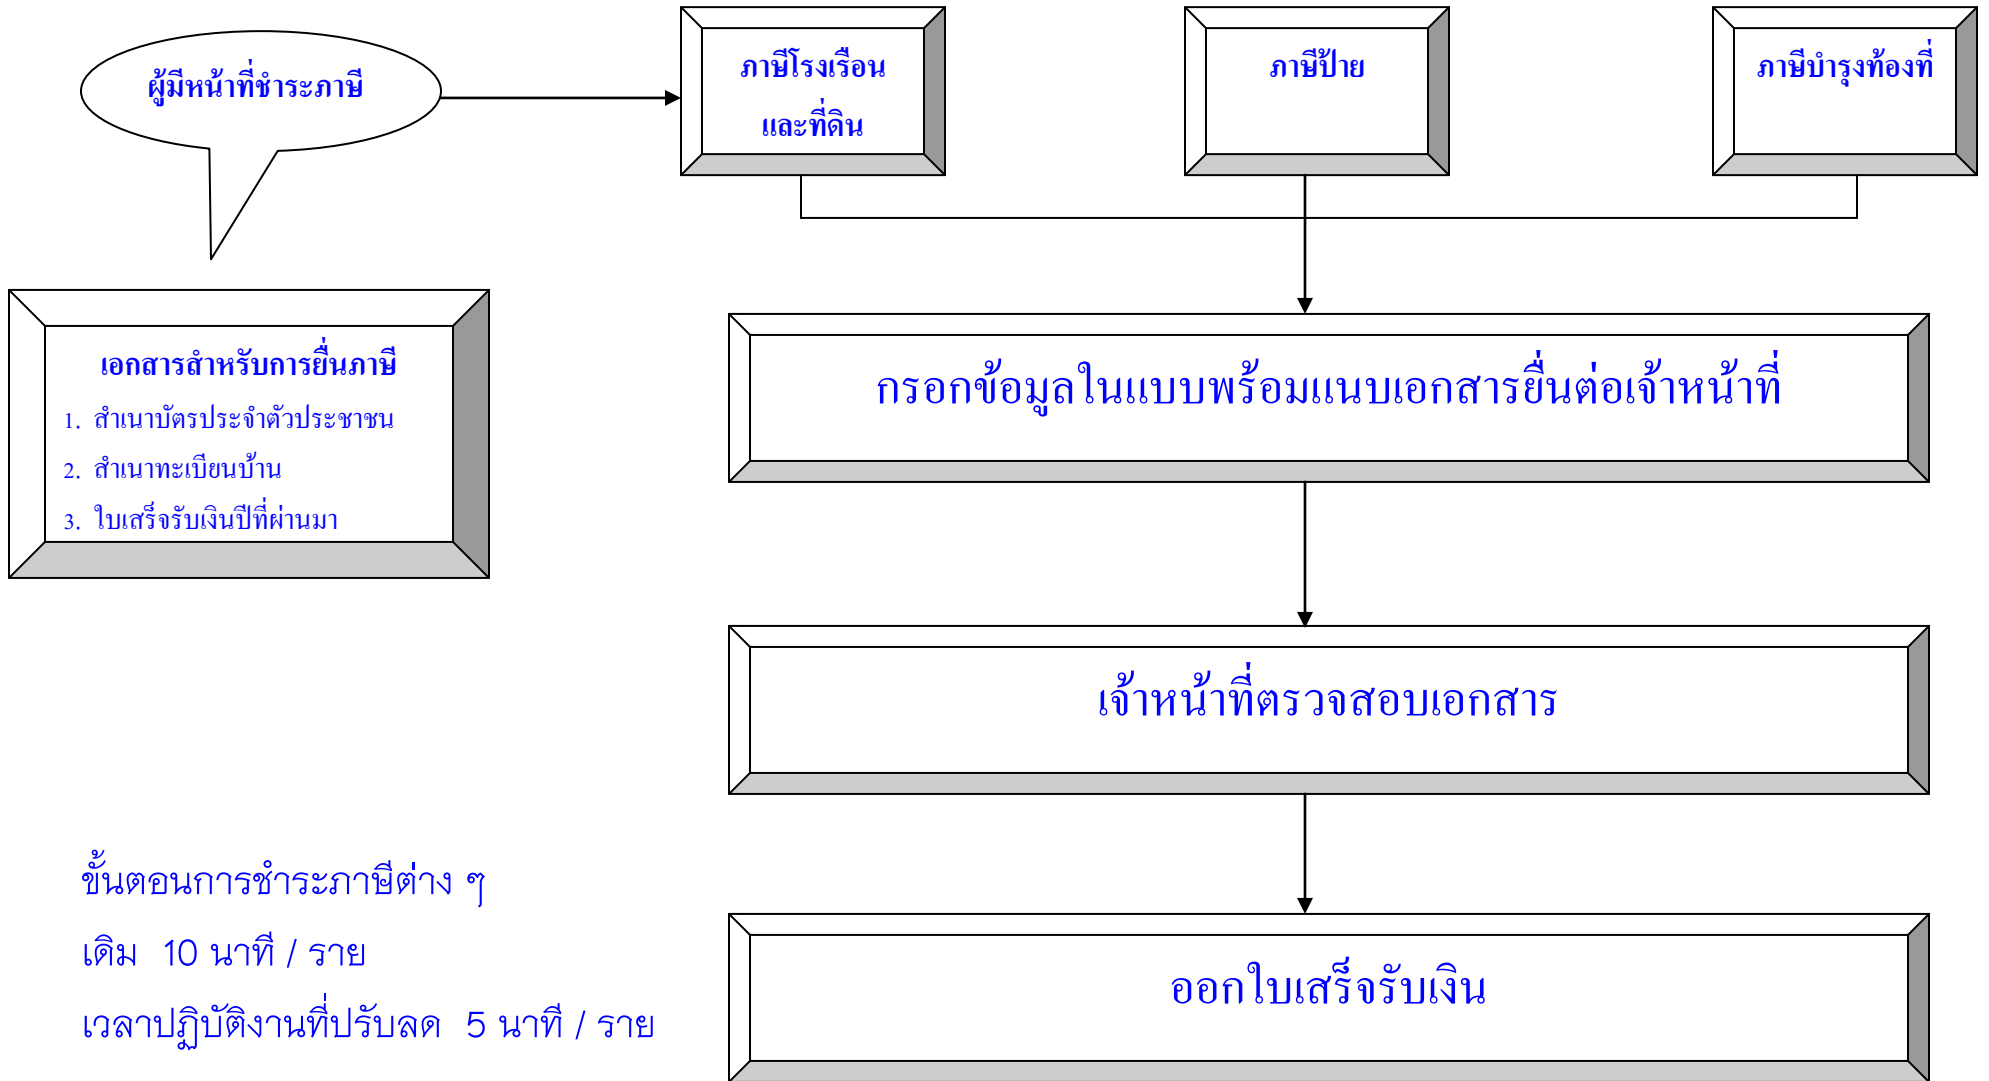 ผู้มีหน้าที่ชำระภาษี
ภาษีโรงเรือน
และที่ดิน
ภาษีป้าย
ภาษีบำรุงท้องที่
เอกสารสำหรับการยื่นภาษี
1. สำเนาบัตรประจำตัวประชาชน
2. สำเนาทะเบียนบ้าน
3. ใบเสร็จรับเงินปีที่ผ่านมา
กรอกข้อมูลในแบบพร้อมแนบเอกสารยื่นต่อเจ้าหน้าที่
เจ้าหน้าที่ตรวจสอบเอกสาร
ออกใบเสร็จรับเงิน
ขั้นตอนการชำระภาษีต่าง ๆ
เดิม 10 นาที / ราย
เวลาปฏิบัติงานที่ปรับลด 5 นาที / ราย